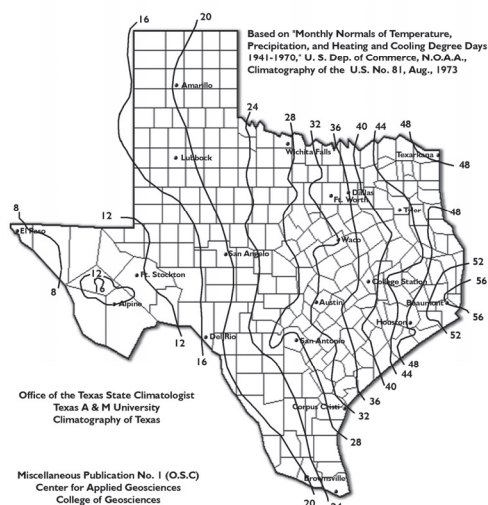 16
20
Based on "Monthly Normals of Temperature,
Precipitation, and Heating and Cooling Degree Days
1941-1970," U. S. Dep. of Commerce, N.O.A.A.,
Climatography of the U.S. No. 81, Aug., 1973
Amarillo
24
28
32
36
40
44
48
Wichita Falls
Texarkana
48
Lubbock
Dallas
Ft. Worth
8
12
Tyler
48
El Paso
Waco
San Angelo
52
12
16
Ft. Stockton
College Station
56
8
Alpine
Austin
Beaumont
56
Houston
52
12
Del Rio
San Antonio
16
48
44
40
Office of the Texas State Climatologist
Texas A & M University
Climatography of Texas
36
Corpus Cristi
32
28
Miscellaneous Publication No. 1 (O.S.C)
Center for Applied Geosciences
College of Geosciences
Brownsville
20
24